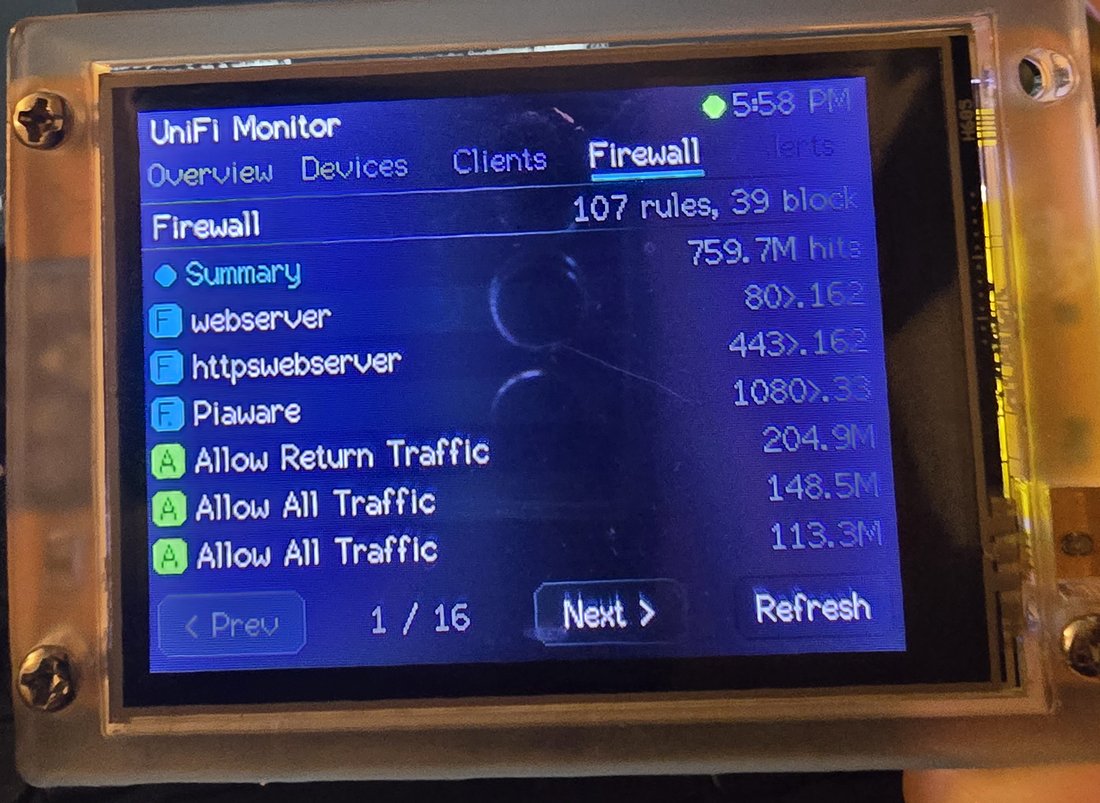 UniFi Monitor
5:58 PM
Overview Devices Clients Firewall lerts
Firewall
107 rules, 39 block
Summary
759.7M hits
F webserver
80>.162
F httpswebserver
443>.162
F Piaware
1080>.33
A Allow Return Traffic
204.9M
A Allow All Traffic
148.5M
A Allow All Traffic
113.3M
< Prev
1 / 16
Next >
Refresh